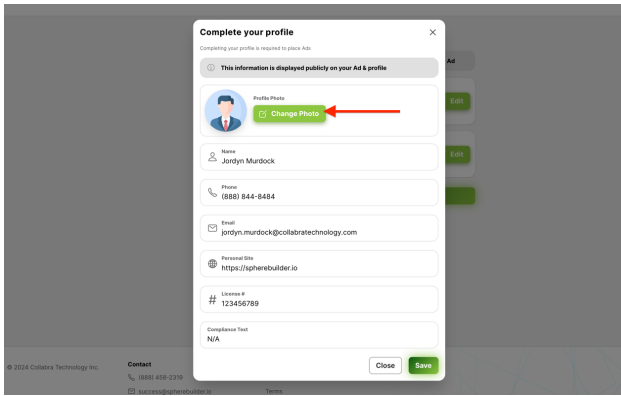 Complete your profile
Completing your profile is required to place Ads
This information is displayed publicly on your Ad & profile
Ad
Profile Photo
Change Photo
Edit
Name
Jordyn Murdock
Edit
Phone
(888) 844-8484
Email
jordyn.murdock@collabratechnology.com
Personal Site
https://spherebuilder.io
License #
123456789
Compliance Text
N/A
Close
Save
© 2024 Collabra Technology Inc.
Contact
(888) 458-2319
success@spherebuilder.io
Terms